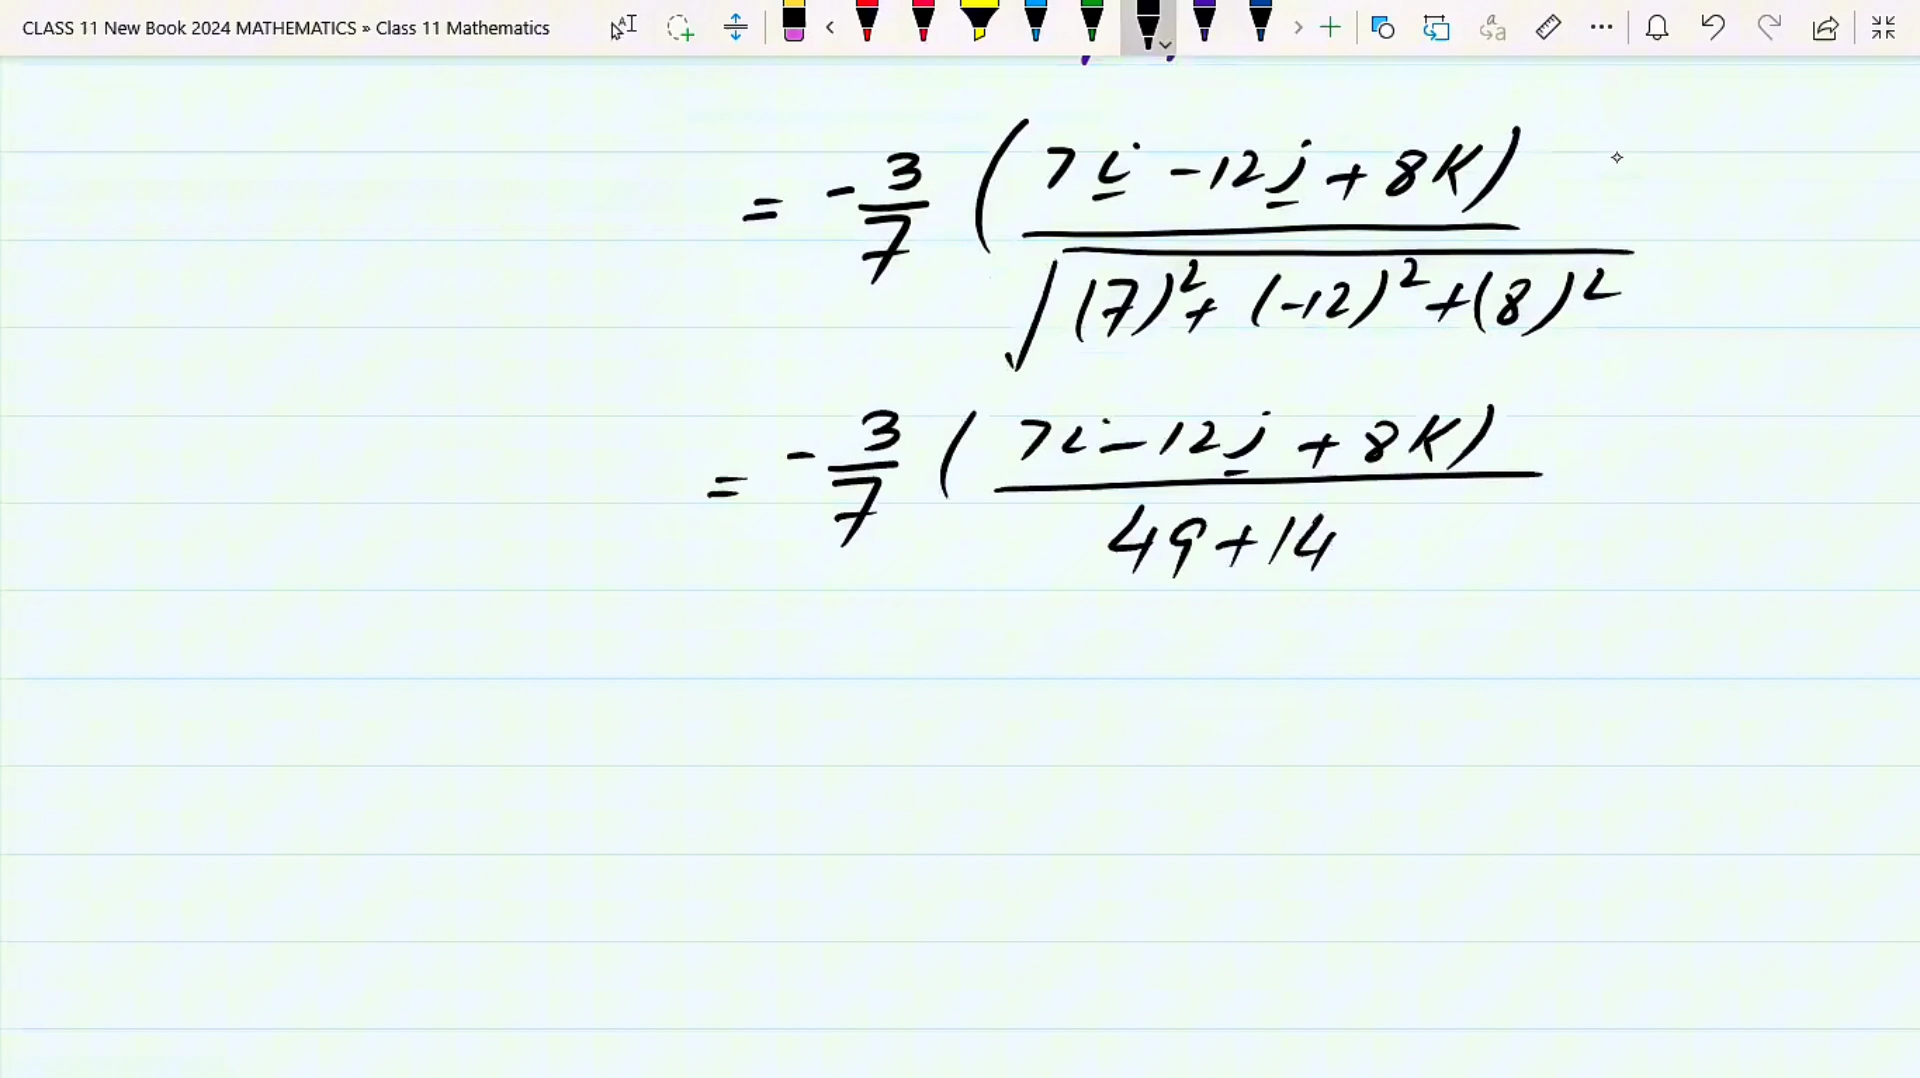 CLASS 11 New Book 2024 MATHEMATICS » Class 11 Mathematics
= -3/7 (7i - 12j + 8K) / √((7)² + (-12)² + (8)²)
= -3/7 (7i - 12j + 8K) / 49 + 14